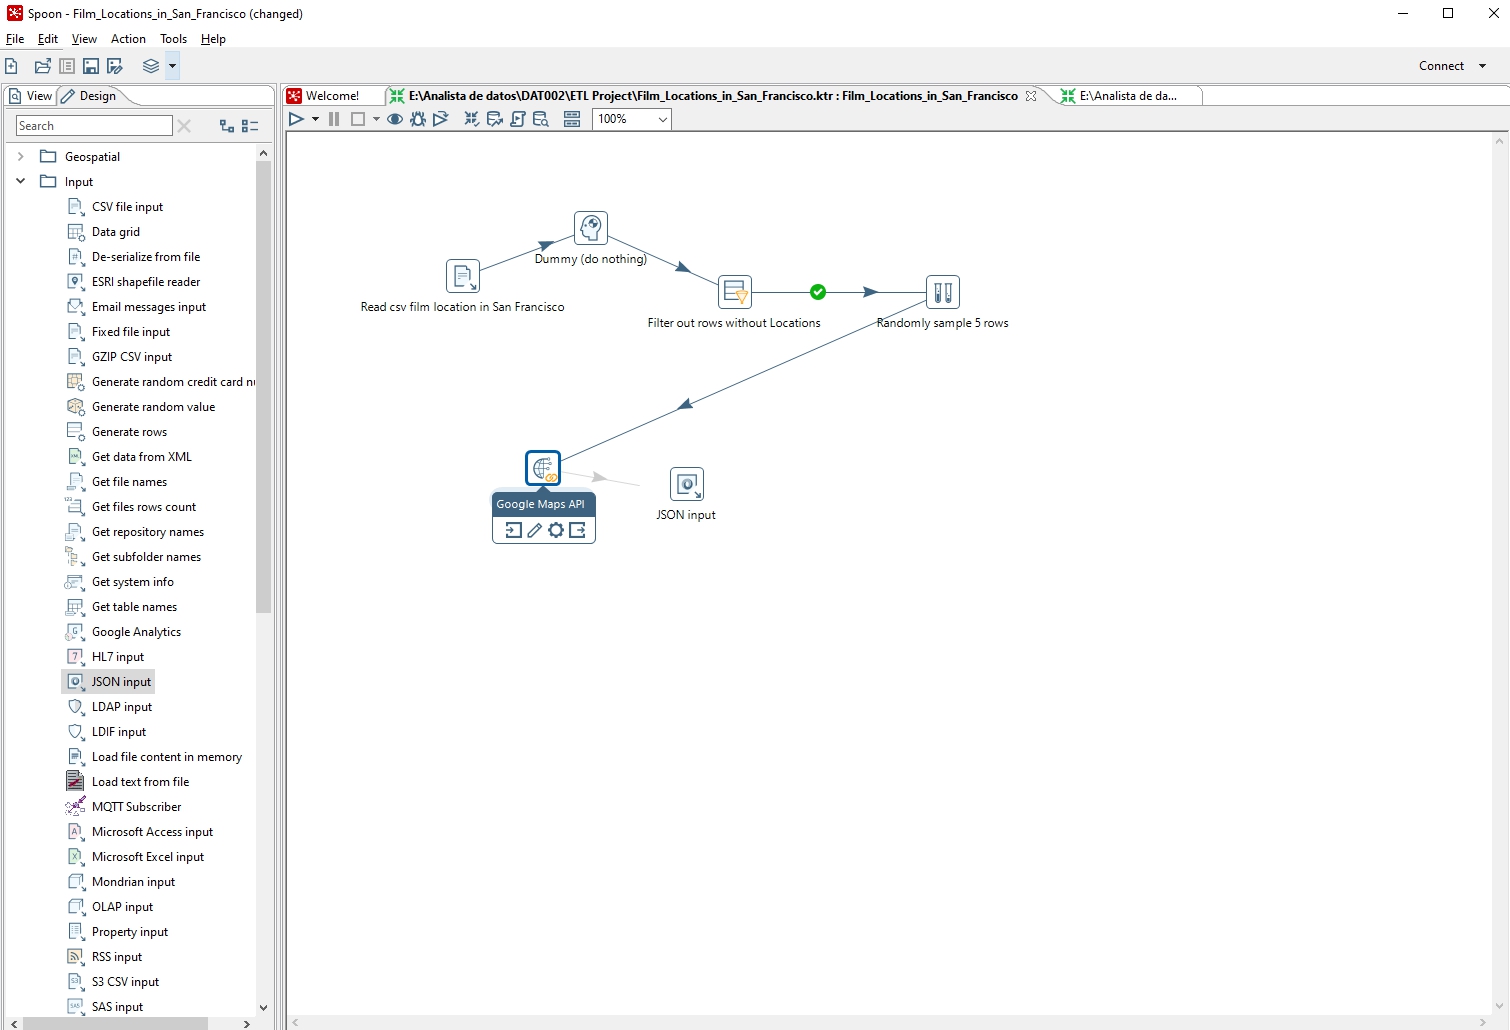 Spoon - Film_Locations_in_San_Francisco (changed)
File Edit View Action Tools Help
Connect
View Design
Welcome! E:\Analista de datos\DAT002\ETL Project\Film_Locations_in_San_Francisco.ktr : Film_Locations_in_San_Francisco E:\Analista de da...
Search
100%
Geospatial
Input
CSV file input
Data grid
De-serialize from file
ESRI shapefile reader
Email messages input
Fixed file input
GZIP CSV input
Generate random credit card nu
Generate random value
Generate rows
Get data from XML
Get file names
Get files rows count
Get repository names
Get subfolder names
Get system info
Get table names
Google Analytics
HL7 input
JSON input
LDAP input
LDIF input
Load file content in memory
Load text from file
MQTT Subscriber
Microsoft Access input
Microsoft Excel input
Mondrian input
OLAP input
Property input
RSS input
S3 CSV input
SAS input
Dummy (do nothing)
Read csv film location in San Francisco
Filter out rows without Locations
Randomly sample 5 rows
Google Maps API
JSON input